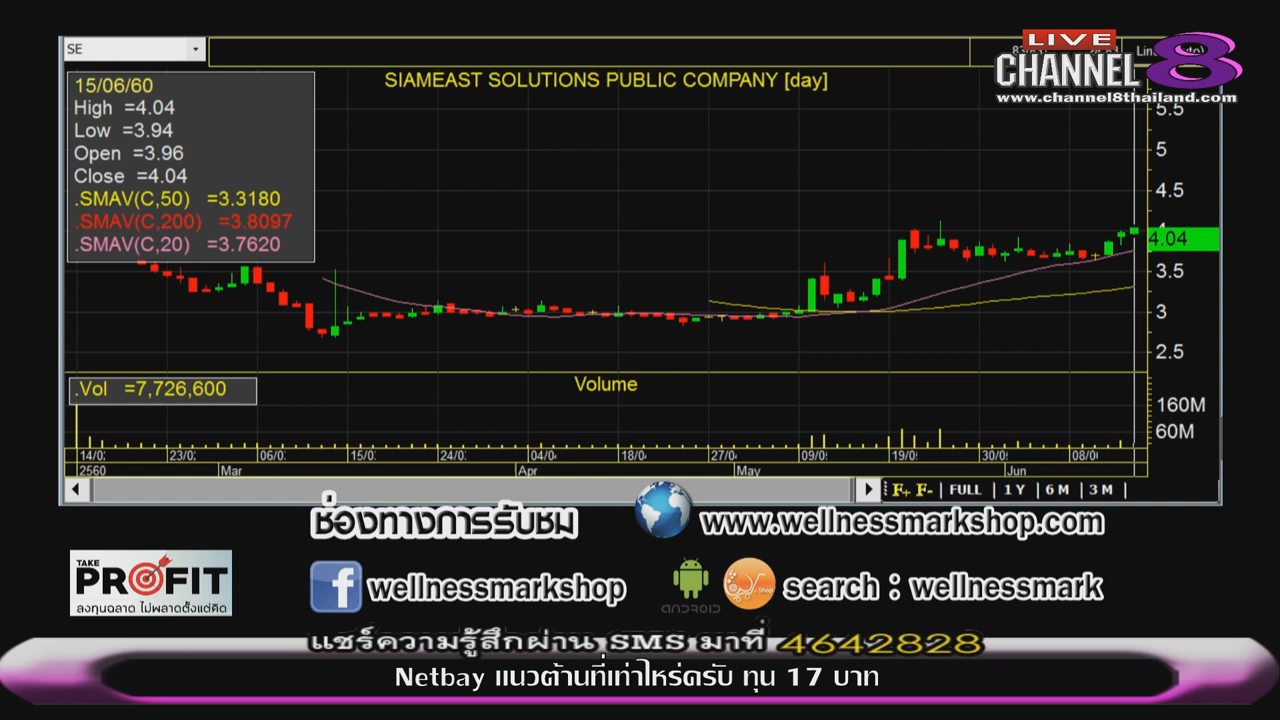 SE
LIVE
CHANNEL 8
www.channel8thailand.com
SIAMEAST SOLUTIONS PUBLIC COMPANY [day]
15/06/60
High =4.04
Low =3.94
Open =3.96
Close =4.04
.SMAV(C,50) =3.3180
.SMAV(C,200) =3.8097
.SMAV(C,20) =3.7620
5.5
5
4.5
4
4.04
3.5
3
2.5
.Vol =7,726,600
Volume
160M
60M
14/0 23/0 06/0 15/0 24/0 04/0 18/0 27/0 09/0 19/0 30/0 08/0
2560 Mar Apr May Jun
F+ F- | FULL | 1 Y | 6 M | 3 M |
ช่องทางการรับชม
www.wellnessmarkshop.com
TAKE
PROFIT
ลงทุนฉลาด ไม่พลาดตั้งแต่คิด
f wellnessmarkshop
ANDROID
Shop
search : wellnessmark
แชร์ความรู้สึกผ่าน SMS มาที่ 4642828
Netbay แนวต้านที่เท่าไหร่ครับ ทุน 17 บาท